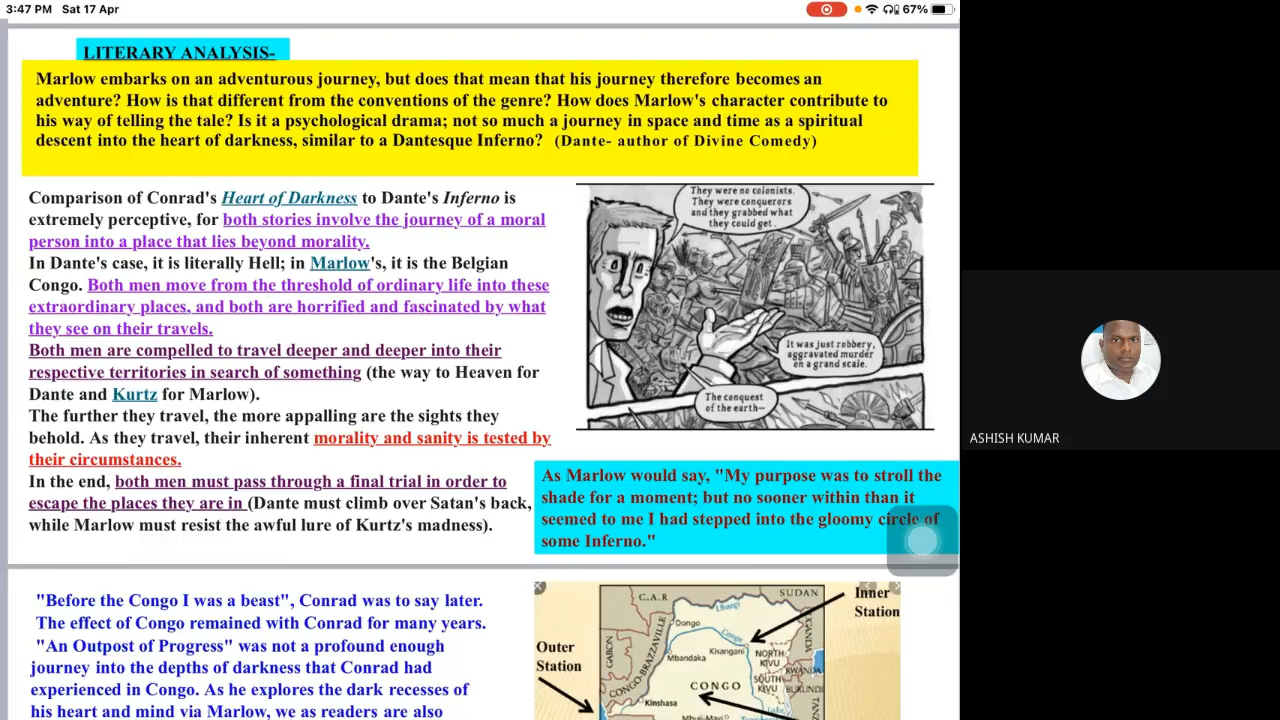 3:47 PM Sat 17 Apr
67%
LITERARY ANALYSIS-
Marlow embarks on an adventurous journey, but does that mean that his journey therefore becomes an
adventure? How is that different from the conventions of the genre? How does Marlow's character contribute to
his way of telling the tale? Is it a psychological drama; not so much a journey in space and time as a spiritual
descent into the heart of darkness, similar to a Dantesque Inferno? (Dante- author of Divine Comedy)
Comparison of Conrad's Heart of Darkness to Dante's Inferno is
extremely perceptive, for both stories involve the journey of a moral
person into a place that lies beyond morality.
In Dante's case, it is literally Hell; in Marlow's, it is the Belgian
Congo. Both men move from the threshold of ordinary life into these
extraordinary places, and both are horrified and fascinated by what
they see on their travels.
Both men are compelled to travel deeper and deeper into their
respective territories in search of something (the way to Heaven for
Dante and Kurtz for Marlow).
The further they travel, the more appalling are the sights they
behold. As they travel, their inherent morality and sanity is tested by
their circumstances.
In the end, both men must pass through a final trial in order to
escape the places they are in (Dante must climb over Satan's back,
while Marlow must resist the awful lure of Kurtz's madness).
They were no colonists.
They were conquerors
and they grabbed what
they could get.
It was just robbery,
aggravated murder
on a grand scale.
The conquest
of the earth—
As Marlow would say, "My purpose was to stroll the
shade for a moment; but no sooner within than it
seemed to me I had stepped into the gloomy circle of
some Inferno."
"Before the Congo I was a beast", Conrad was to say later.
The effect of Congo remained with Conrad for many years.
"An Outpost of Progress" was not a profound enough
journey into the depths of darkness that Conrad had
experienced in Congo. As he explores the dark recesses of
his heart and mind via Marlow, we as readers are also
Outer
Station
Inner
Station
C.A.R
SUDAN
Ubangi
Dongo
Congo
GABON
CONGO-BRAZZAVILLE
Mbandaka
Kisangani
NORTH
KIVU
UGANDA
RWANDA
SOUTH
KIVU
BURUNDI
CONGO
Kinshasa
Mbuji-Mayi
ASHISH KUMAR